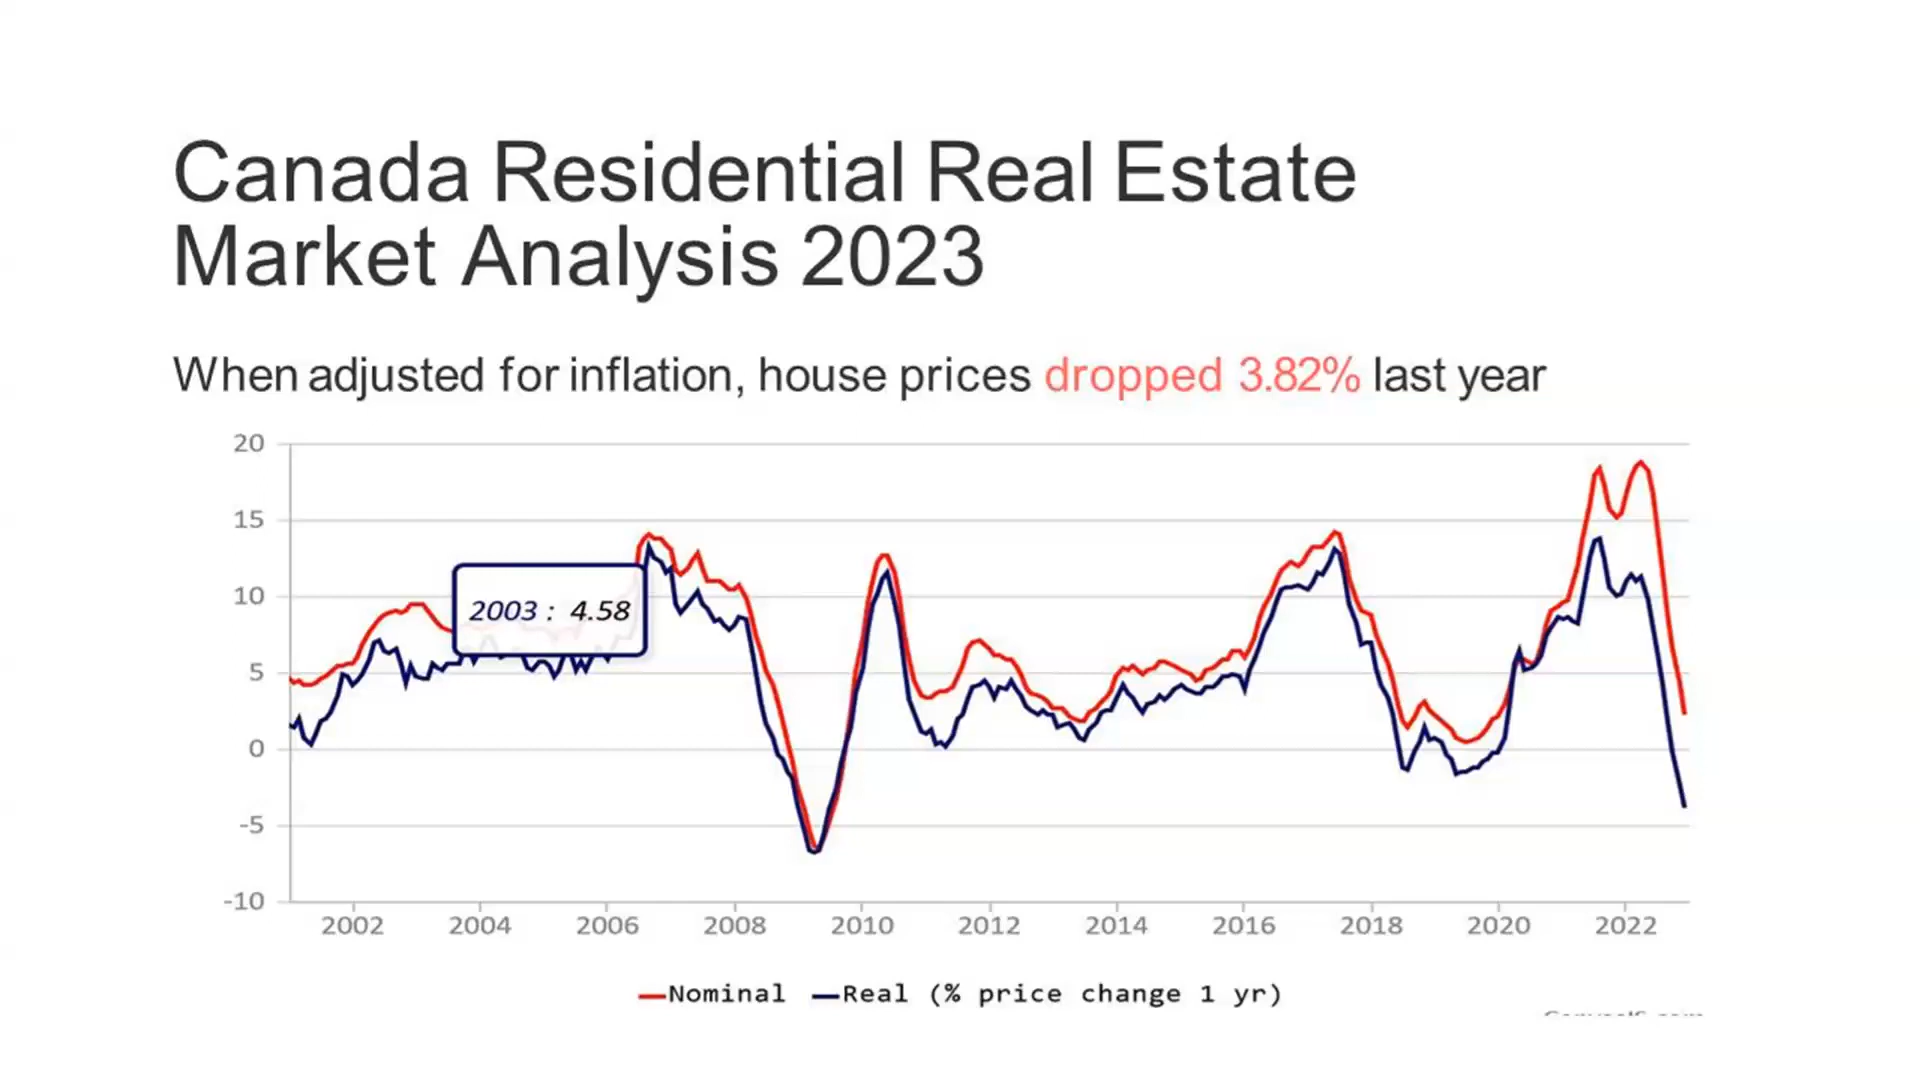 Canada Residential Real Estate
Market Analysis 2023
When adjusted for inflation, house prices dropped 3.82% last year
20
15
10
5
0
-5
-10
2003 : 4.58
2002 2004 2006 2008 2010 2012 2014 2016 2018 2020 2022
Nominal Real (% price change 1 yr)